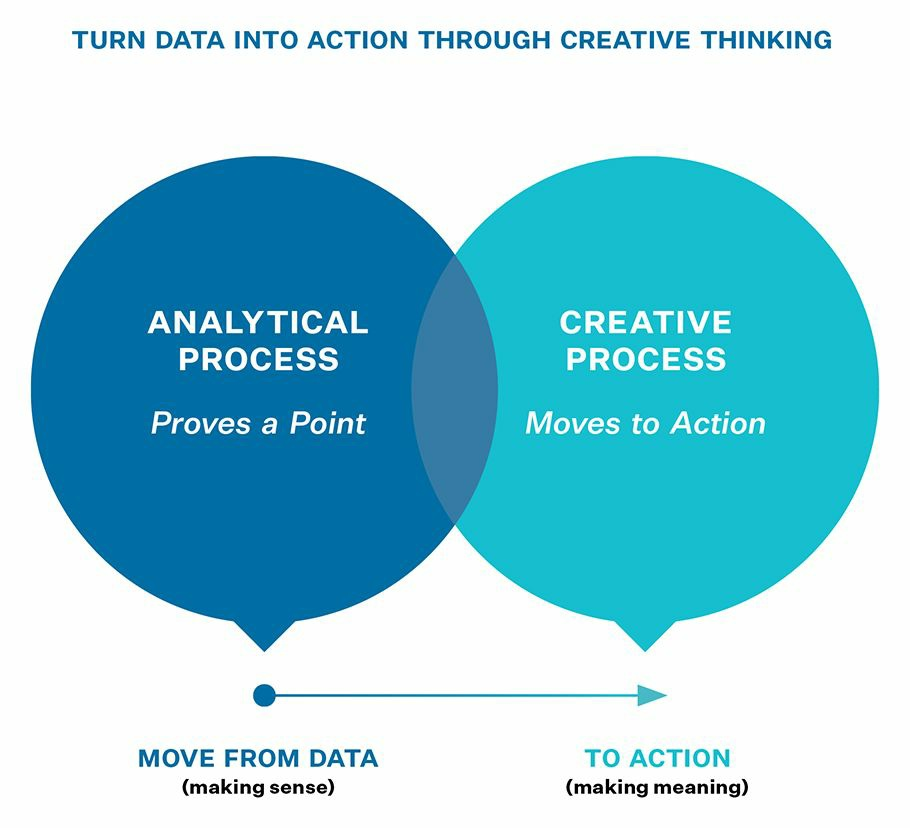 TURN DATA INTO ACTION THROUGH CREATIVE THINKING
ANALYTICAL
PROCESS
Proves a Point
CREATIVE
PROCESS
Moves to Action
MOVE FROM DATA
(making sense)
TO ACTION
(making meaning)